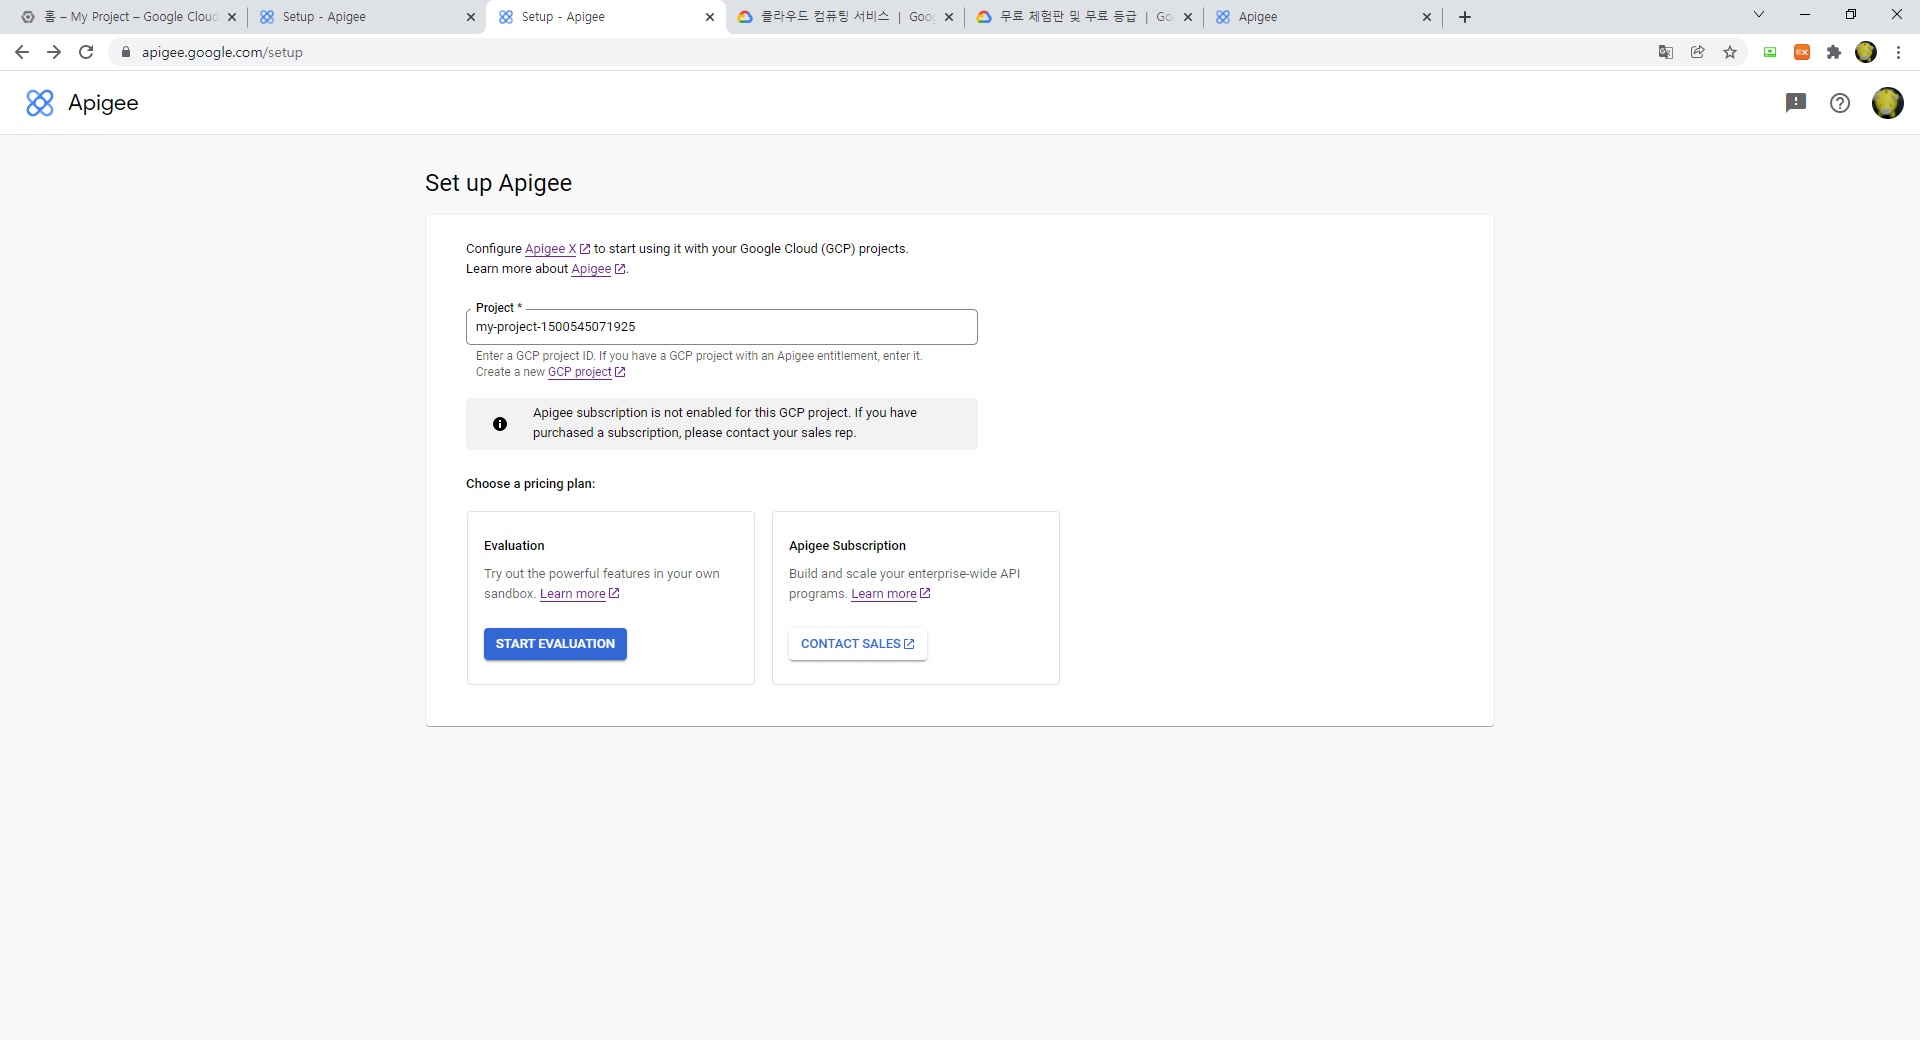 홈 – My Project – Google Cloud
Setup - Apigee
Setup - Apigee
클라우드 컴퓨팅 서비스 | Goog
무료 체험판 및 무료 등급 | Go
Apigee
apigee.google.com/setup
EX
Apigee
Set up Apigee
Configure Apigee X to start using it with your Google Cloud (GCP) projects.
Learn more about Apigee.
Project *
my-project-1500545071925
Enter a GCP project ID. If you have a GCP project with an Apigee entitlement, enter it.
Create a new GCP project
Apigee subscription is not enabled for this GCP project. If you have
purchased a subscription, please contact your sales rep.
Choose a pricing plan:
Evaluation
Try out the powerful features in your own
sandbox. Learn more
START EVALUATION
Apigee Subscription
Build and scale your enterprise-wide API
programs. Learn more
CONTACT SALES